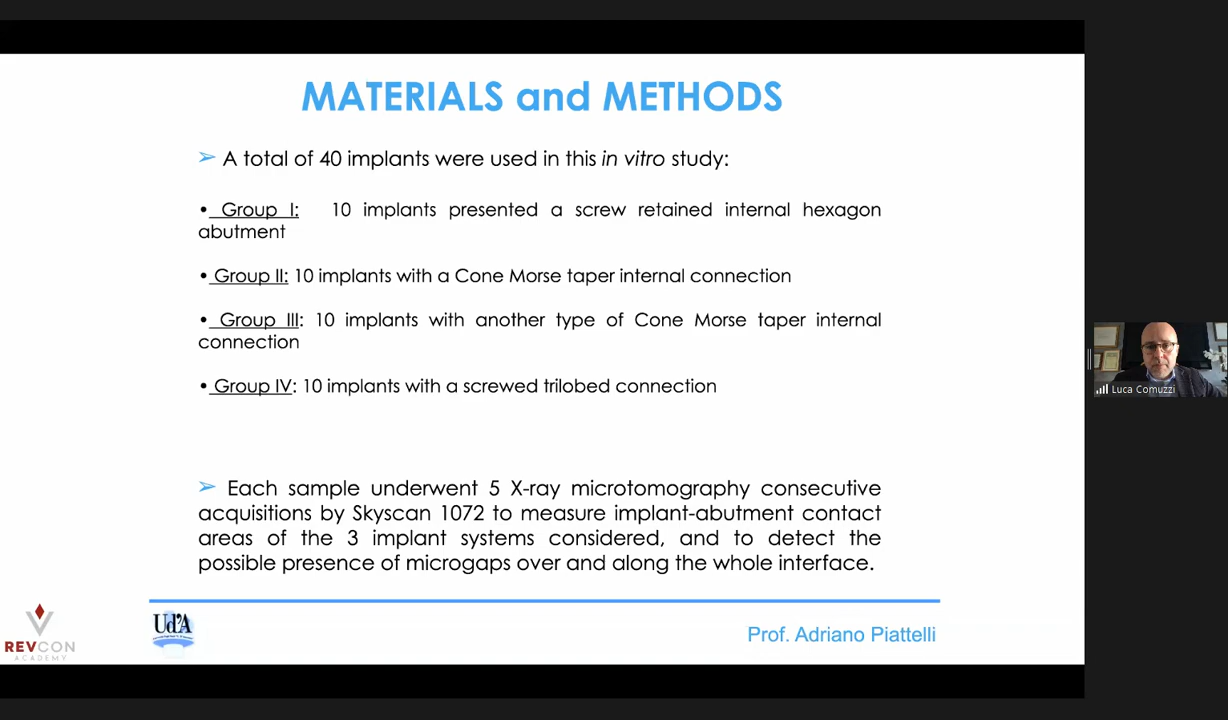 MATERIALS and METHODS
➢ A total of 40 implants were used in this in vitro study:
• Group I: 10 implants presented a screw retained internal hexagon
abutment
• Group II: 10 implants with a Cone Morse taper internal connection
• Group III: 10 implants with another type of Cone Morse taper internal
connection
• Group IV: 10 implants with a screwed trilobed connection
➢ Each sample underwent 5 X-ray microtomography consecutive
acquisitions by Skyscan 1072 to measure implant-abutment contact
areas of the 3 implant systems considered, and to detect the
possible presence of microgaps over and along the whole interface.
Luca Comuzzi
REVCON
ACADEMY
Ud'A
Prof. Adriano Piattelli